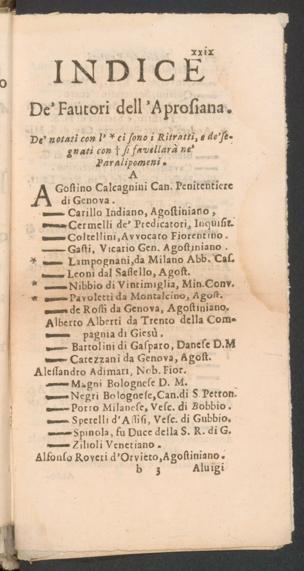 xxix
INDICE
De' Fautori dell'Aprosiana.
De' notati con l' * ci sono i Ritratti, e de' se-
gnati con † si favellarà ne'
Paralipomeni.
A
AGostino Calcagnini Can. Penitentiere
di Genova.
—— Carillo Indiano, Agostiniano,
—— Cermelli de' Predicatori, Inquisit.
—— Coltellini, Avvocato Fiorentino.
—— Gasti, Vicario Gen. Agostiniano.
* —— Lampognani, da Milano Abb. Cas.
—— Leoni dal Sastello, Agost.
* —— Nibbio di Vintimiglia, Min. Conv.
* —— Pavoletti da Montalcino, Agost.
—— de Rossi da Genova, Agostiniano.
Alberto Alberti da Trento della Com-
pagnia di Giesù.
—— Bartolini di Gasparo, Danese D.M
—— Carezzani da Genova, Agost.
Alessandro Adimari, Nob. Fior.
—— Magni Bolognese D. M.
—— Negri Bolognese, Can. di S Petron.
—— Porro Milanese, Vesc. di Bobbio.
—— Sperelli d'Assisi, Vesc. di Gubbio.
—— Spinola, fu Duce della S. R. di G.
—— Zilioli Venetiano.
Alfonso Roveri d'Orvieto, Agostiniano.
b 3 Aluigi